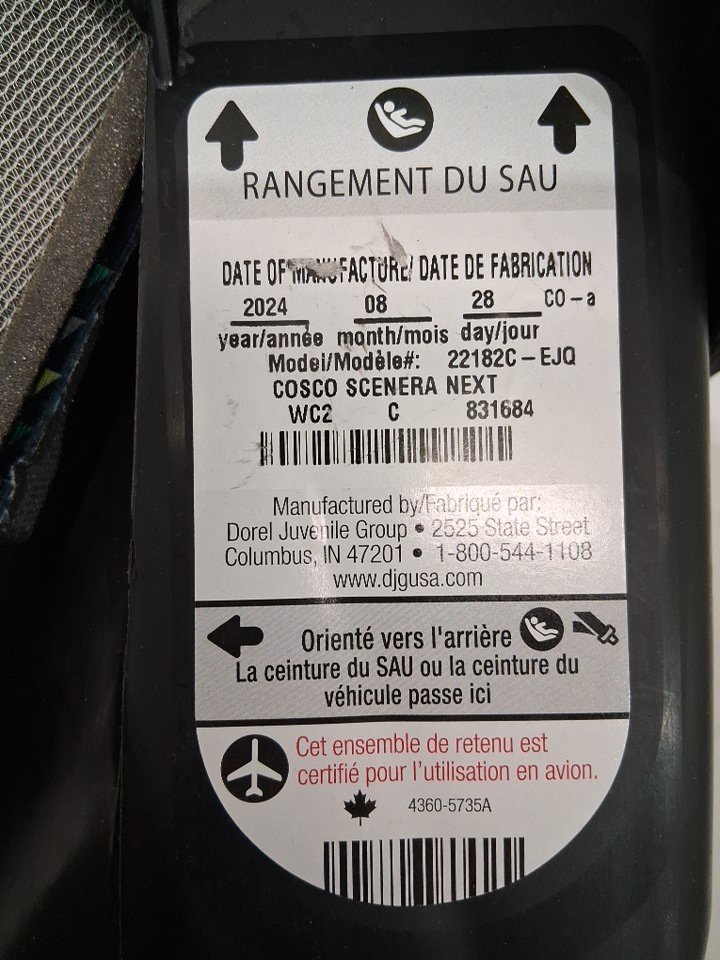 RANGEMENT DU SAU
DATE OF MANUFACTURE/ DATE DE FABRICATION
2024 08 28 CO-a
year/année month/mois day/jour
Model/Modèle#: 22182C-EJQ
COSCO SCENERA NEXT
WC2 C 831684
Manufactured by/Fabriqué par:
Dorel Juvenile Group • 2525 State Street
Columbus, IN 47201 • 1-800-544-1108
www.djgusa.com
Orienté vers l'arrière
La ceinture du SAU ou la ceinture du
véhicule passe ici
Cet ensemble de retenu est
certifié pour l'utilisation en avion.
4360-5735A